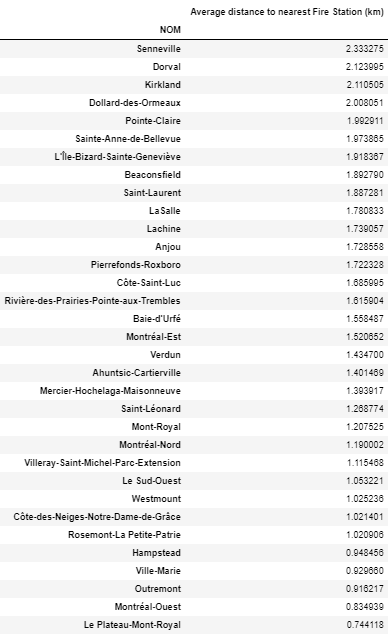 Average distance to nearest Fire Station (km)
NOM
Senneville 2.333275
Dorval 2.123995
Kirkland 2.110505
Dollard-des-Ormeaux 2.008051
Pointe-Claire 1.992911
Sainte-Anne-de-Bellevue 1.973865
L'Île-Bizard-Sainte-Geneviève 1.918367
Beaconsfield 1.892790
Saint-Laurent 1.887281
LaSalle 1.780833
Lachine 1.739057
Anjou 1.728558
Pierrefonds-Roxboro 1.722328
Côte-Saint-Luc 1.685995
Rivière-des-Prairies-Pointe-aux-Trembles 1.615904
Baie-d'Urfé 1.558487
Montréal-Est 1.520652
Verdun 1.434700
Ahuntsic-Cartierville 1.401469
Mercier-Hochelaga-Maisonneuve 1.393917
Saint-Léonard 1.268774
Mont-Royal 1.207525
Montréal-Nord 1.190002
Villeray-Saint-Michel-Parc-Extension 1.115468
Le Sud-Ouest 1.053221
Westmount 1.025236
Côte-des-Neiges-Notre-Dame-de-Grâce 1.021401
Rosemont-La Petite-Patrie 1.020906
Hampstead 0.948456
Ville-Marie 0.929660
Outremont 0.916217
Montréal-Ouest 0.834939
Le Plateau-Mont-Royal 0.744118